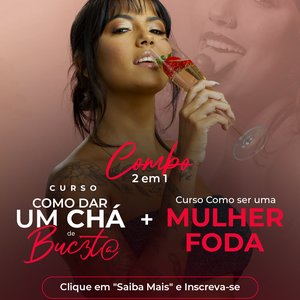 Combo
2 em 1
CURSO
COMO DAR
UM CHÁ
de
Buc3t@
+
Curso Como ser uma
MULHER
FODA
Clique em "Saiba Mais" e Inscreva-se